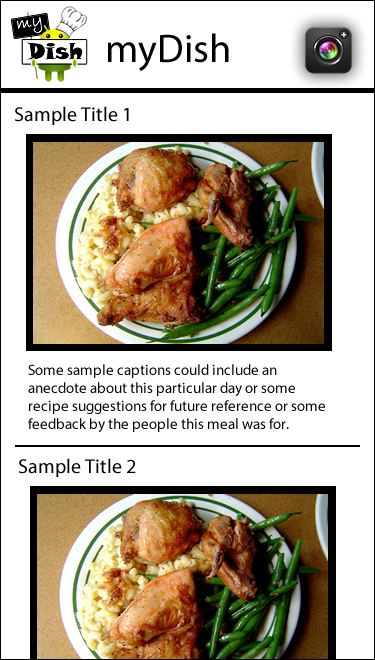 my
Dish
myDish
Sample Title 1
Some sample captions could include an
anecdote about this particular day or some
recipe suggestions for future reference or some
feedback by the people this meal was for.
Sample Title 2